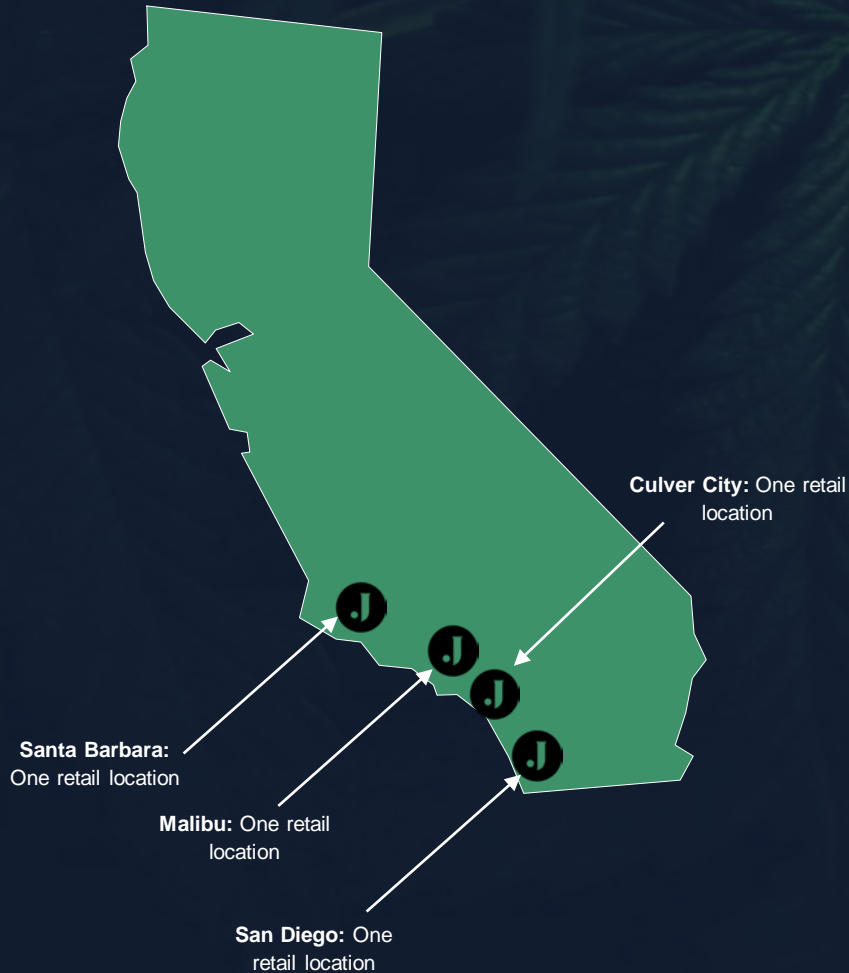 Culver City: One retail
location
.J
.J
.J
.J
Santa Barbara:
One retail location
Malibu: One retail
location
San Diego: One
retail location